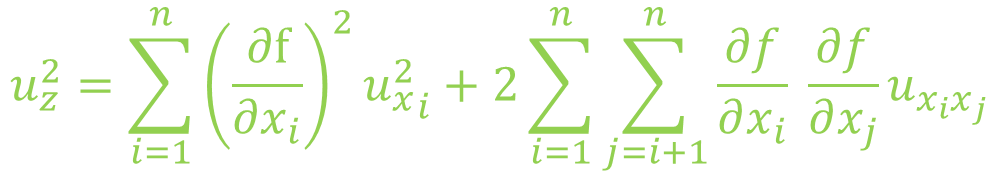 u_z^2 = \sum_{i=1}^{n} \left( \frac{\partial \mathrm{f}}{\partial x_i} \right)^2 u_{x_i}^2 + 2 \sum_{i=1}^{n} \sum_{j=i+1}^{n} \frac{\partial f}{\partial x_i} \frac{\partial f}{\partial x_j} u_{x_i x_j}